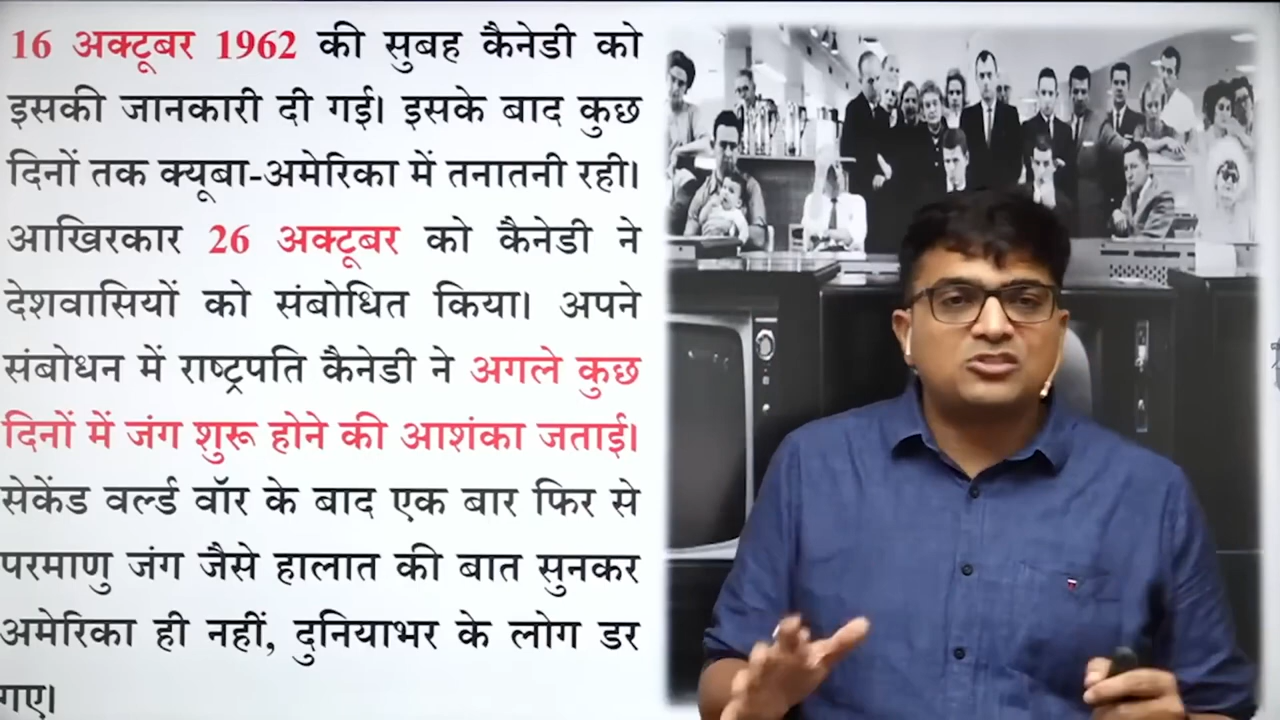 16 अक्टूबर 1962 की सुबह कैनेडी को
इसकी जानकारी दी गई। इसके बाद कुछ
दिनों तक क्यूबा-अमेरिका में तनातनी रही।
आखिरकार 26 अक्टूबर को कैनेडी ने
देशवासियों को संबोधित किया। अपने
संबोधन में राष्ट्रपति कैनेडी ने अगले कुछ
दिनों में जंग शुरू होने की आशंका जताई।
सेकेंड वर्ल्ड वॉर के बाद एक बार फिर से
परमाणु जंग जैसे हालात की बात सुनकर
अमेरिका ही नहीं, दुनियाभर के लोग डर
गए।